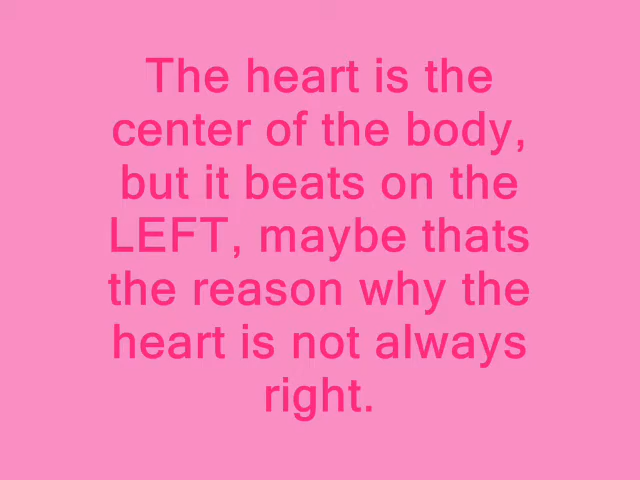 The heart is the
center of the body,
but it beats on the
LEFT, maybe thats
the reason why the
heart is not always
right.